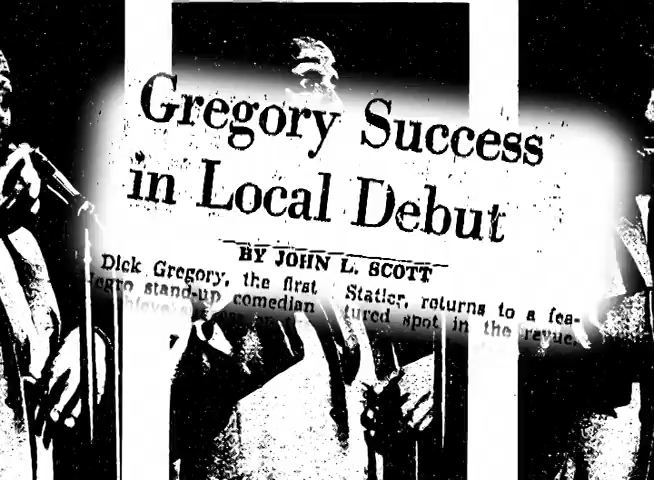 Gregory Success
in Local Debut
BY JOHN L. SCOTT
Dick Gregory, the first
Negro stand-up comedian
Statler, returns to a fea-
tured spot in the revue,